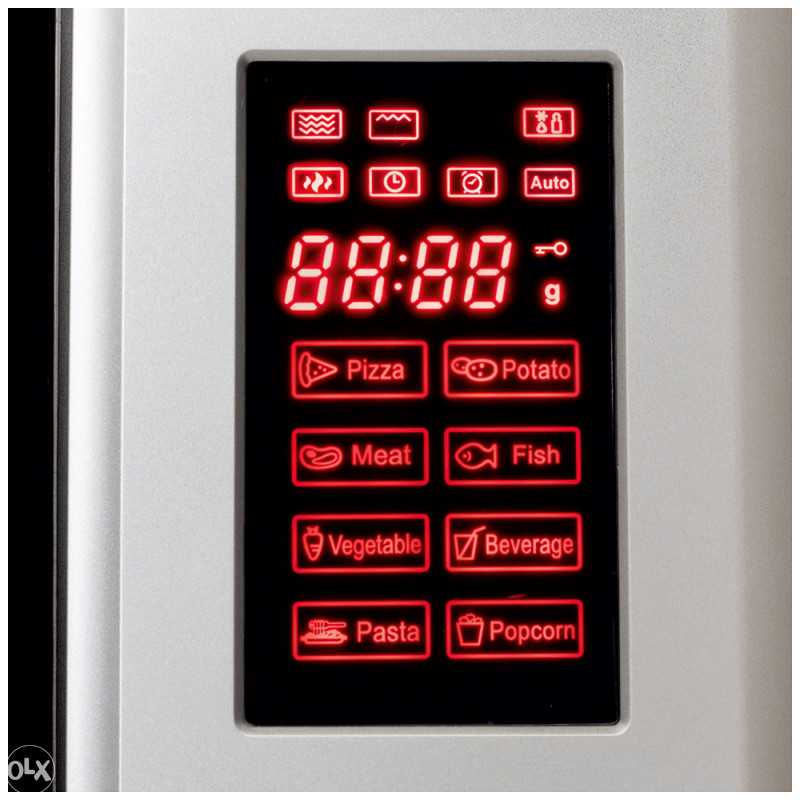 Auto
88:88
g
Pizza Potato
Meat Fish
Vegetable Beverage
Pasta Popcorn
OLX